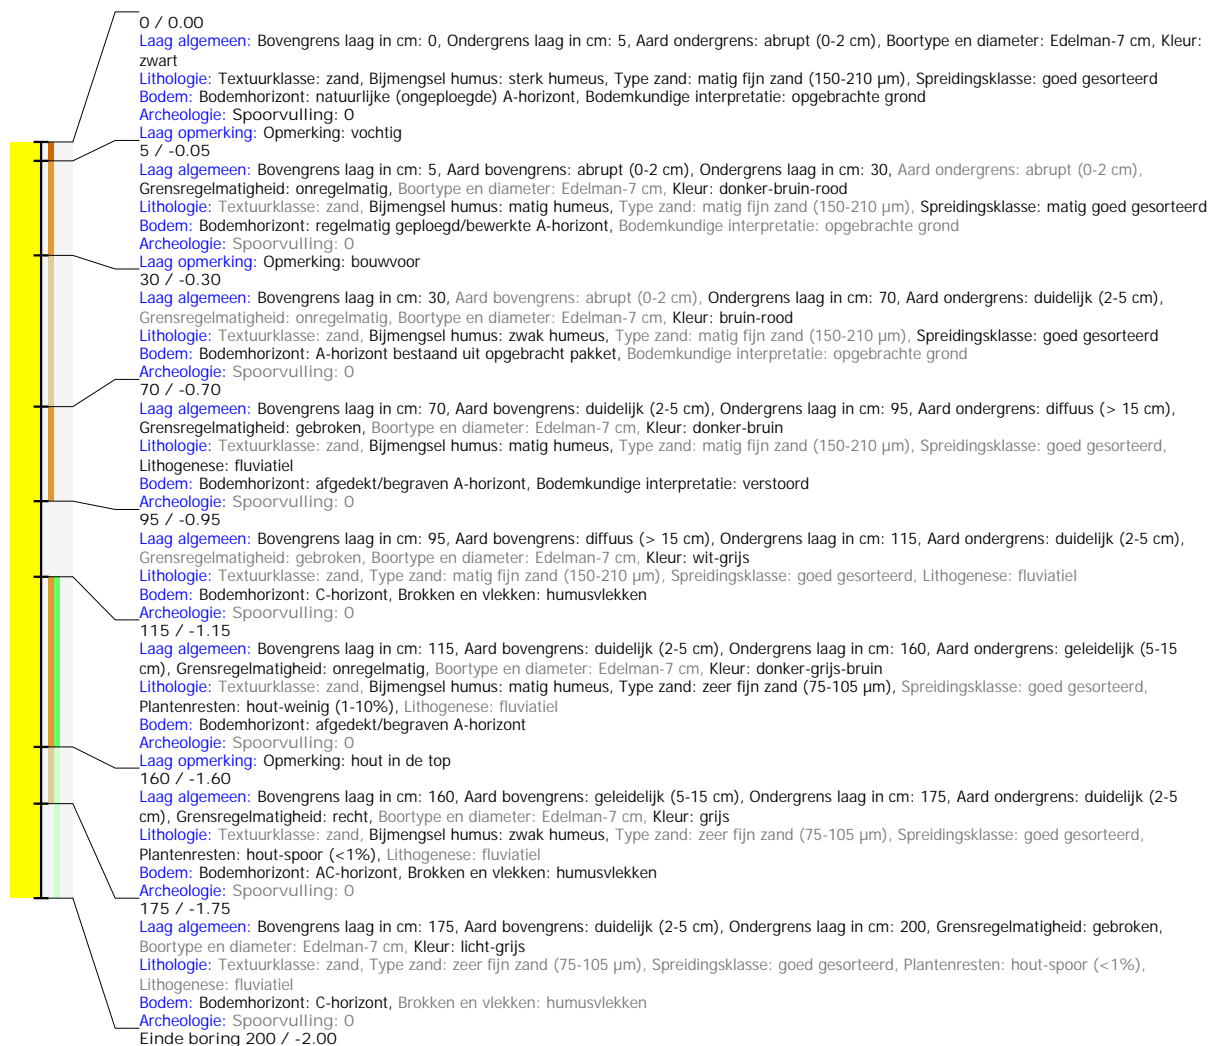 0 / 0.00
Laag algemeen: Bovengrens laag in cm: 0, Ondergrens laag in cm: 5, Aard ondergrens: abrupt (0-2 cm), Boortype en diameter: Edelman-7 cm, Kleur:
zwart
Lithologie: Textuurklasse: zand, Bijmengsel humus: sterk humeus, Type zand: matig fijn zand (150-210 µm), Spreidingsklasse: goed gesorteerd
Bodem: Bodemhorizont: natuurlijke (ongeploegde) A-horizont, Bodemkundige interpretatie: opgebrachte grond
Archeologie: Spoorvulling: 0
Laag opmerking: Opmerking: vochtig
5 / -0.05
Laag algemeen: Bovengrens laag in cm: 5, Aard bovengrens: abrupt (0-2 cm), Ondergrens laag in cm: 30, Aard ondergrens: abrupt (0-2 cm),
Grensregelmatigheid: onregelmatig, Boortype en diameter: Edelman-7 cm, Kleur: donker-bruin-rood
Lithologie: Textuurklasse: zand, Bijmengsel humus: matig humeus, Type zand: matig fijn zand (150-210 µm), Spreidingsklasse: matig goed gesorteerd
Bodem: Bodemhorizont: regelmatig geploegd/bewerkte A-horizont, Bodemkundige interpretatie: opgebrachte grond
Archeologie: Spoorvulling: 0
Laag opmerking: Opmerking: bouwvoor
30 / -0.30
Laag algemeen: Bovengrens laag in cm: 30, Aard bovengrens: abrupt (0-2 cm), Ondergrens laag in cm: 70, Aard ondergrens: duidelijk (2-5 cm),
Grensregelmatigheid: onregelmatig, Boortype en diameter: Edelman-7 cm, Kleur: bruin-rood
Lithologie: Textuurklasse: zand, Bijmengsel humus: zwak humeus, Type zand: matig fijn zand (150-210 µm), Spreidingsklasse: goed gesorteerd
Bodem: Bodemhorizont: A-horizont bestaand uit opgebracht pakket, Bodemkundige interpretatie: opgebrachte grond
Archeologie: Spoorvulling: 0
70 / -0.70
Laag algemeen: Bovengrens laag in cm: 70, Aard bovengrens: duidelijk (2-5 cm), Ondergrens laag in cm: 95, Aard ondergrens: diffuus (> 15 cm),
Grensregelmatigheid: gebroken, Boortype en diameter: Edelman-7 cm, Kleur: donker-bruin
Lithologie: Textuurklasse: zand, Bijmengsel humus: matig humeus, Type zand: matig fijn zand (150-210 µm), Spreidingsklasse: goed gesorteerd,
Lithogenese: fluviatiel
Bodem: Bodemhorizont: afgedekt/begraven A-horizont, Bodemkundige interpretatie: verstoord
Archeologie: Spoorvulling: 0
95 / -0.95
Laag algemeen: Bovengrens laag in cm: 95, Aard bovengrens: diffuus (> 15 cm), Ondergrens laag in cm: 115, Aard ondergrens: duidelijk (2-5 cm),
Grensregelmatigheid: gebroken, Boortype en diameter: Edelman-7 cm, Kleur: wit-grijs
Lithologie: Textuurklasse: zand, Type zand: matig fijn zand (150-210 µm), Spreidingsklasse: goed gesorteerd, Lithogenese: fluviatiel
Bodem: Bodemhorizont: C-horizont, Brokken en vlekken: humusvlekken
Archeologie: Spoorvulling: 0
115 / -1.15
Laag algemeen: Bovengrens laag in cm: 115, Aard bovengrens: duidelijk (2-5 cm), Ondergrens laag in cm: 160, Aard ondergrens: geleidelijk (5-15
cm), Grensregelmatigheid: onregelmatig, Boortype en diameter: Edelman-7 cm, Kleur: donker-grijs-bruin
Lithologie: Textuurklasse: zand, Bijmengsel humus: matig humeus, Type zand: zeer fijn zand (75-105 µm), Spreidingsklasse: goed gesorteerd,
Plantenresten: hout-weinig (1-10%), Lithogenese: fluviatiel
Bodem: Bodemhorizont: afgedekt/begraven A-horizont
Archeologie: Spoorvulling: 0
Laag opmerking: Opmerking: hout in de top
160 / -1.60
Laag algemeen: Bovengrens laag in cm: 160, Aard bovengrens: geleidelijk (5-15 cm), Ondergrens laag in cm: 175, Aard ondergrens: duidelijk (2-5
cm), Grensregelmatigheid: recht, Boortype en diameter: Edelman-7 cm, Kleur: grijs
Lithologie: Textuurklasse: zand, Bijmengsel humus: zwak humeus, Type zand: zeer fijn zand (75-105 µm), Spreidingsklasse: goed gesorteerd,
Plantenresten: hout-spoor (<1%), Lithogenese: fluviatiel
Bodem: Bodemhorizont: AC-horizont, Brokken en vlekken: humusvlekken
Archeologie: Spoorvulling: 0
175 / -1.75
Laag algemeen: Bovengrens laag in cm: 175, Aard bovengrens: duidelijk (2-5 cm), Ondergrens laag in cm: 200, Grensregelmatigheid: gebroken,
Boortype en diameter: Edelman-7 cm, Kleur: licht-grijs
Lithologie: Textuurklasse: zand, Type zand: zeer fijn zand (75-105 µm), Spreidingsklasse: goed gesorteerd, Plantenresten: hout-spoor (<1%),
Lithogenese: fluviatiel
Bodem: Bodemhorizont: C-horizont, Brokken en vlekken: humusvlekken
Archeologie: Spoorvulling: 0
Einde boring 200 / -2.00